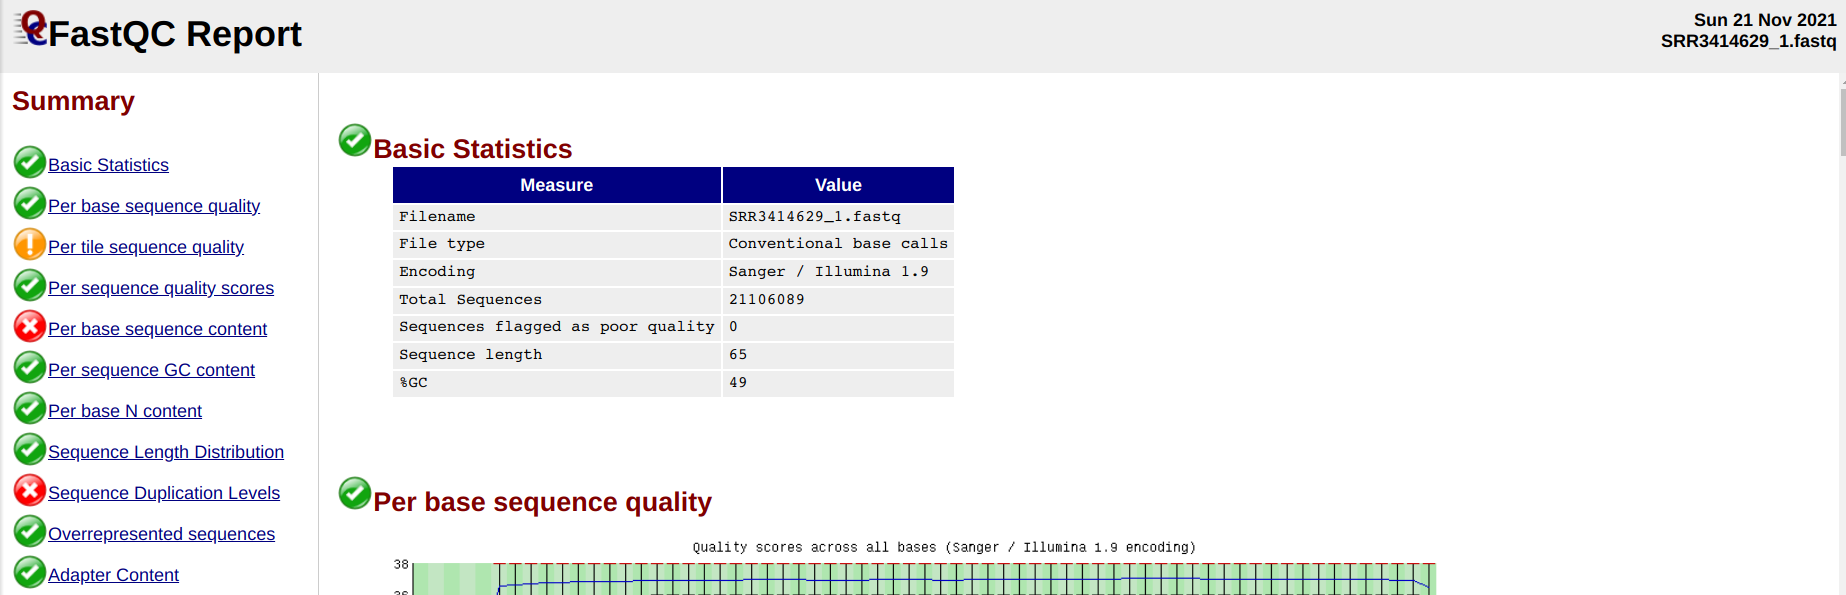 FastQC Report
Sun 21 Nov 2021
SRR3414629_1.fastq
Summary
Basic Statistics
Per base sequence quality
Per tile sequence quality
Per sequence quality scores
Per base sequence content
Per sequence GC content
Per base N content
Sequence Length Distribution
Sequence Duplication Levels
Overrepresented sequences
Adapter Content
Basic Statistics
Measure Value
Filename SRR3414629_1.fastq
File type Conventional base calls
Encoding Sanger / Illumina 1.9
Total Sequences 21106089
Sequences flagged as poor quality 0
Sequence length 65
%GC 49
Per base sequence quality
Quality scores across all bases (Sanger / Illumina 1.9 encoding)
38